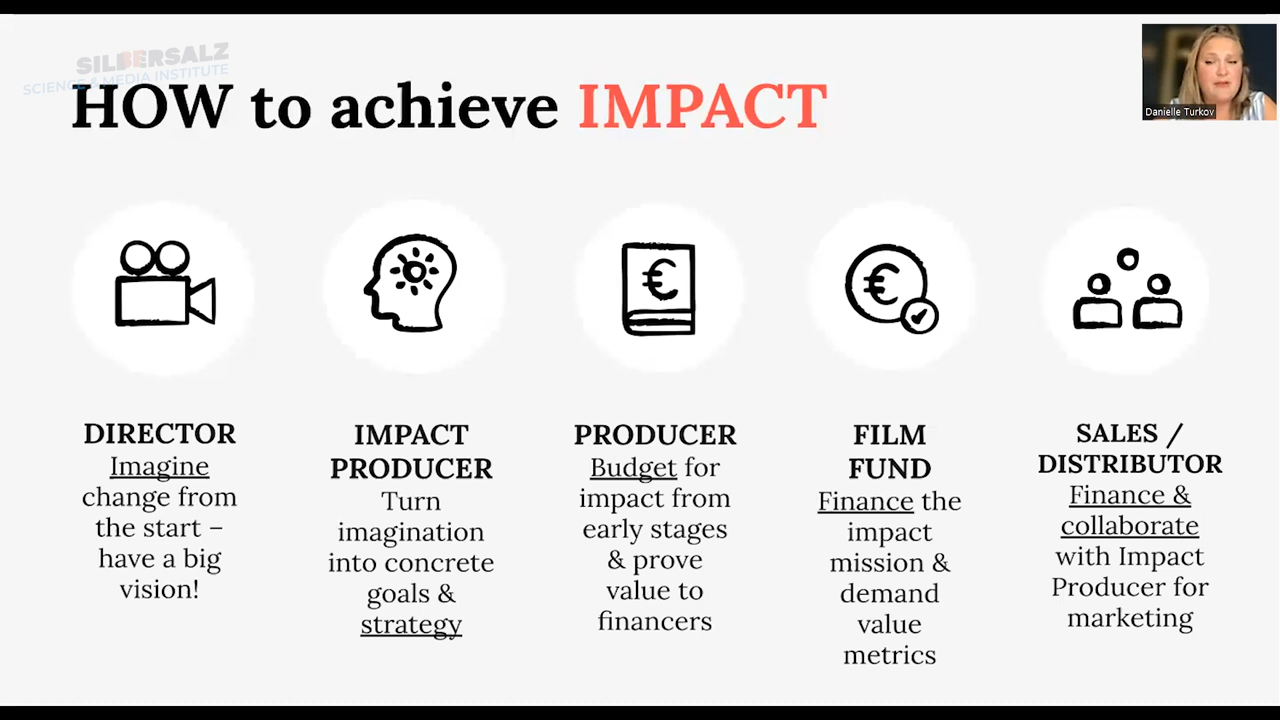 SILBERSALZ
SCIENCE & MEDIA INSTITUTE
HOW to achieve IMPACT
Danielle Turkov
€
€
DIRECTOR
Imagine
change from
the start –
have a big
vision!
IMPACT
PRODUCER
Turn
imagination
into concrete
goals &
strategy
PRODUCER
Budget for
impact from
early stages
& prove
value to
financers
FILM
FUND
Finance the
impact
mission &
demand
value
metrics
SALES /
DISTRIBUTOR
Finance &
collaborate
with Impact
Producer for
marketing